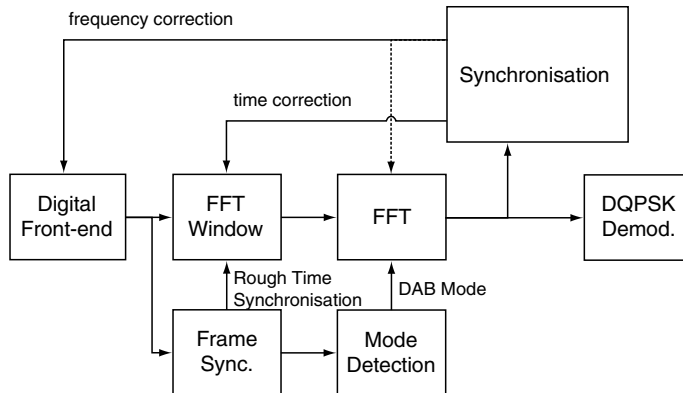 frequency correction
Synchronisation
time correction
Digital
Front-end
FFT
Window
FFT
DQPSK
Demod.
Rough Time
Synchronisation
DAB Mode
Frame
Sync.
Mode
Detection